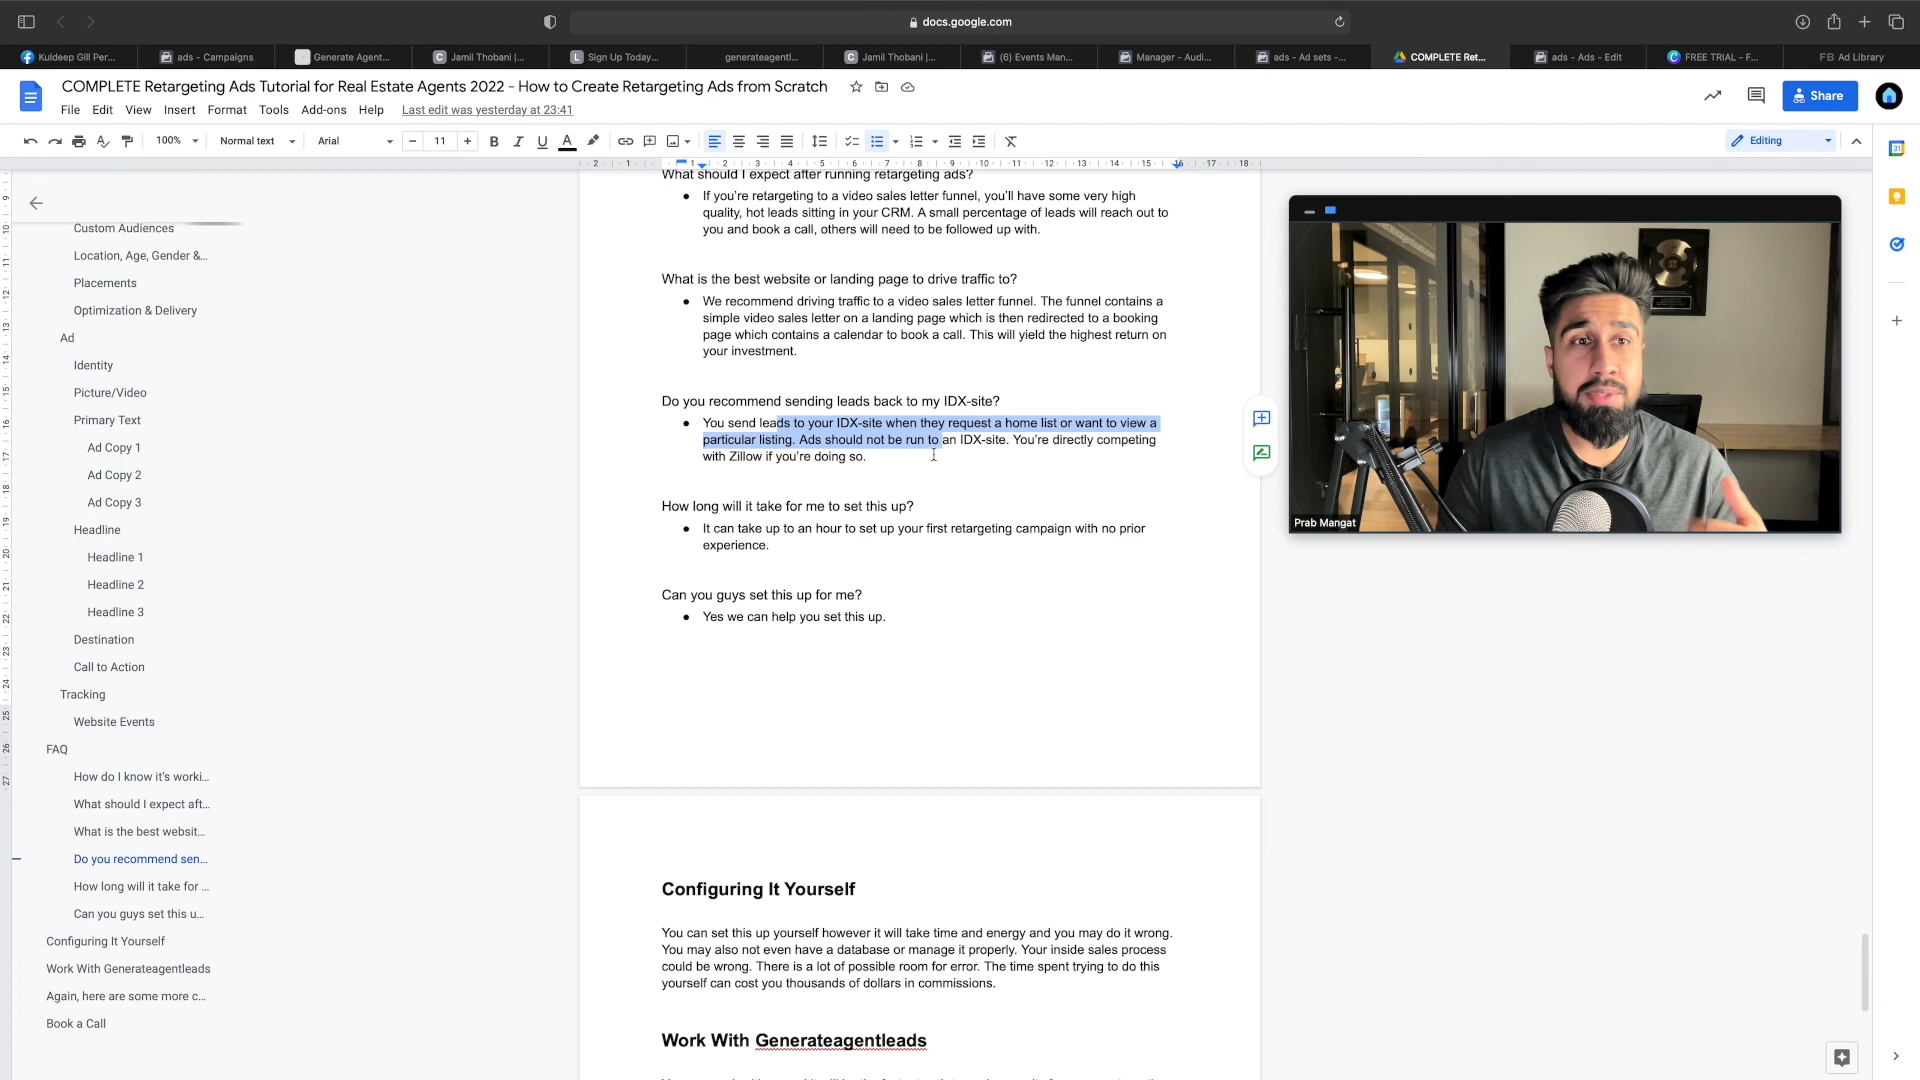 docs.google.com
Kuldeep Gill Per...
ads - Campaigns
Generate Agent...
Jamil Thobani |...
Sign Up Today...
generateagentl...
Jamil Thobani |...
(6) Events Man...
Manager - Audi...
ads - Ad sets -...
COMPLETE Ret...
ads - Ads - Edit
FREE TRIAL - F...
FB Ad Library
COMPLETE Retargeting Ads Tutorial for Real Estate Agents 2022 - How to Create Retargeting Ads from Scratch
File Edit View Insert Format Tools Add-ons Help Last edit was yesterday at 23:41
Share
100% Normal text Arial 11
Editing
2 1 1 2 3 4 5 6 7 8 9 10 11 12 13 14 15 16 17 18
Custom Audiences
Location, Age, Gender &...
Placements
Optimization & Delivery
Ad
Identity
Picture/Video
Primary Text
Ad Copy 1
Ad Copy 2
Ad Copy 3
Headline
Headline 1
Headline 2
Headline 3
Destination
Call to Action
Tracking
Website Events
FAQ
How do I know it's worki...
What should I expect aft...
What is the best websit...
Do you recommend sen...
How long will it take for ...
Can you guys set this u...
Configuring It Yourself
Work With Generateagentleads
Again, here are some more c...
Book a Call
What should I expect after running retargeting ads?
● If you're retargeting to a video sales letter funnel, you'll have some very high
quality, hot leads sitting in your CRM. A small percentage of leads will reach out to
you and book a call, others will need to be followed up with.
What is the best website or landing page to drive traffic to?
● We recommend driving traffic to a video sales letter funnel. The funnel contains a
simple video sales letter on a landing page which is then redirected to a booking
page which contains a calendar to book a call. This will yield the highest return on
your investment.
Do you recommend sending leads back to my IDX-site?
● You send leads to your IDX-site when they request a home list or want to view a
particular listing. Ads should not be run to an IDX-site. You're directly competing
with Zillow if you're doing so.
How long will it take for me to set this up?
● It can take up to an hour to set up your first retargeting campaign with no prior
experience.
Can you guys set this up for me?
● Yes we can help you set this up.
Configuring It Yourself
You can set this up yourself however it will take time and energy and you may do it wrong.
You may also not even have a database or manage it properly. Your inside sales process
could be wrong. There is a lot of possible room for error. The time spent trying to do this
yourself can cost you thousands of dollars in commissions.
Work With Generateagentleads
Prab Mangat